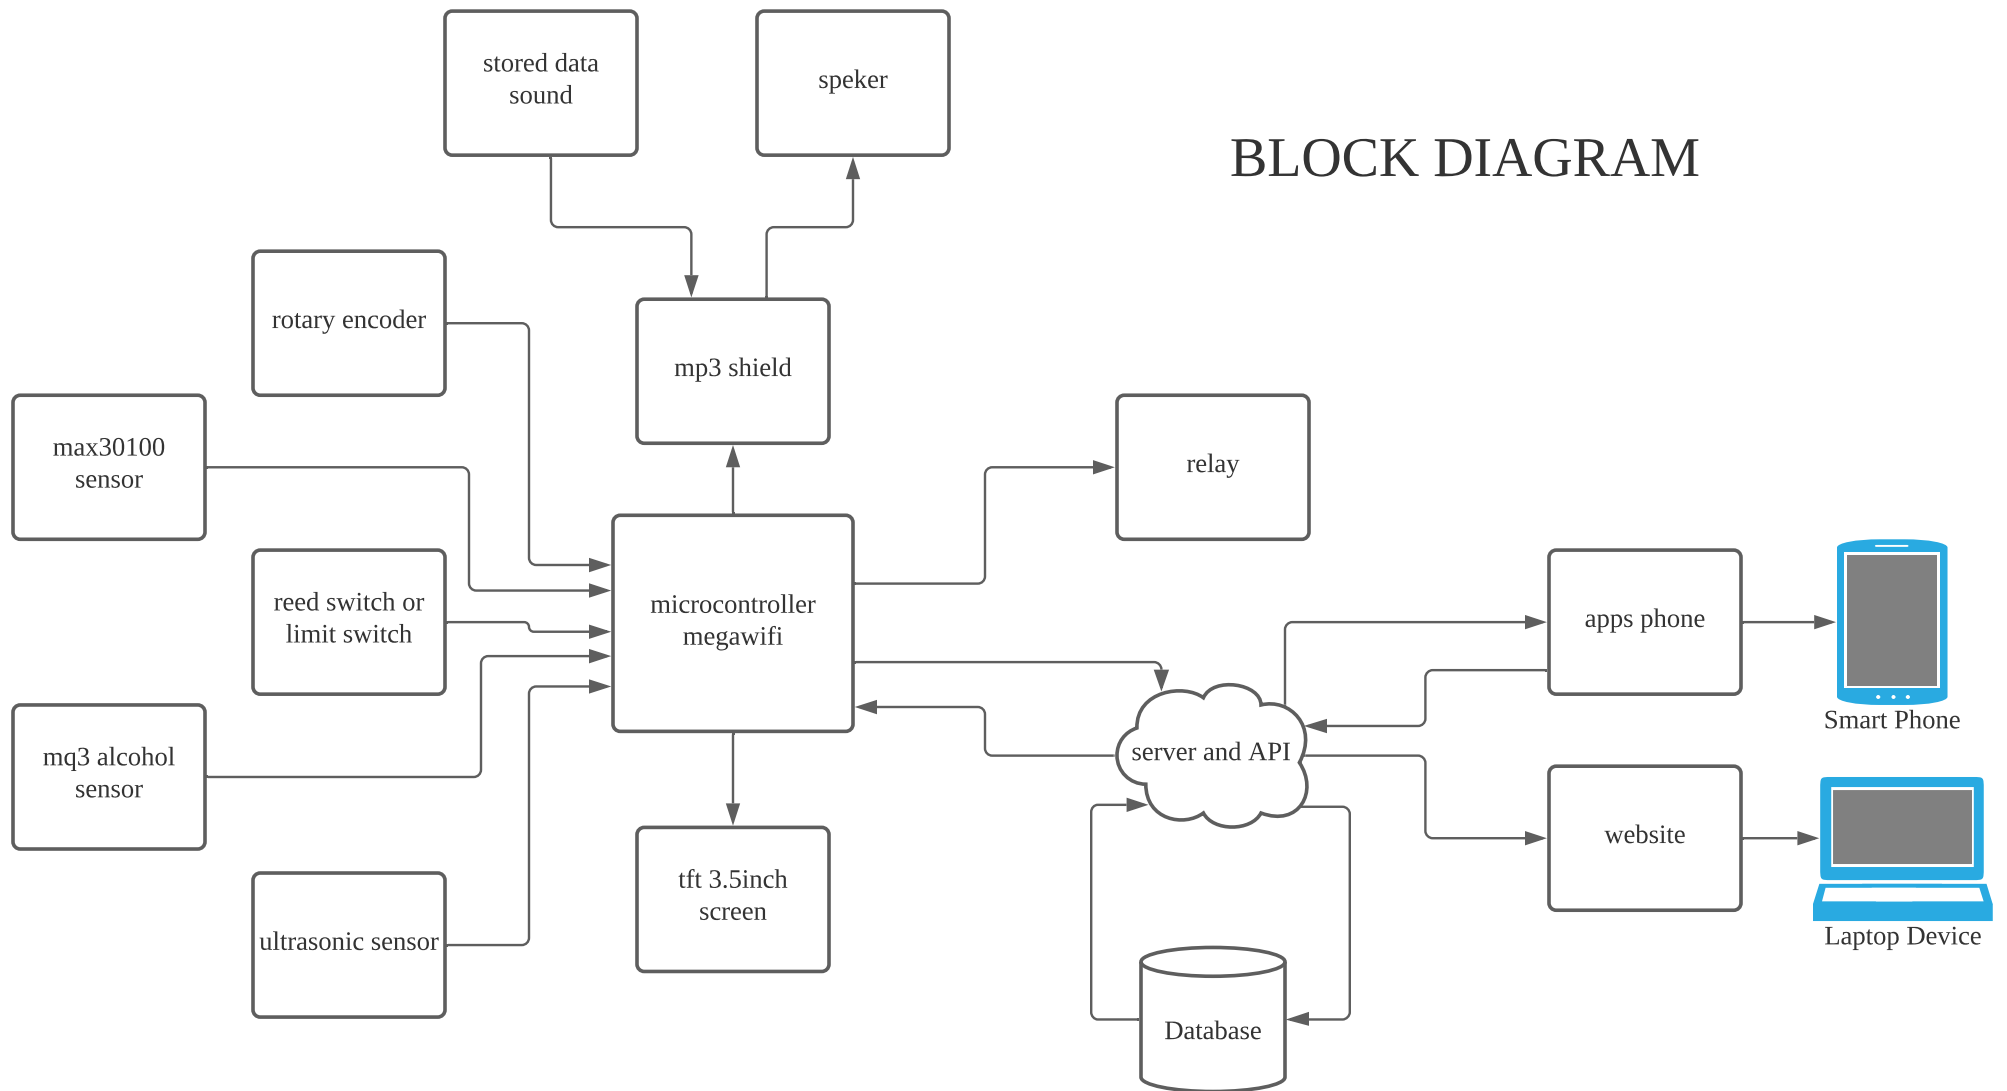 stored data
sound
speker
BLOCK DIAGRAM
rotary encoder
mp3 shield
max30100
sensor
relay
reed switch or
limit switch
microcontroller
megawifi
apps phone
Smart Phone
mq3 alcohol
sensor
server and API
website
tft 3.5inch
screen
ultrasonic sensor
Laptop Device
Database